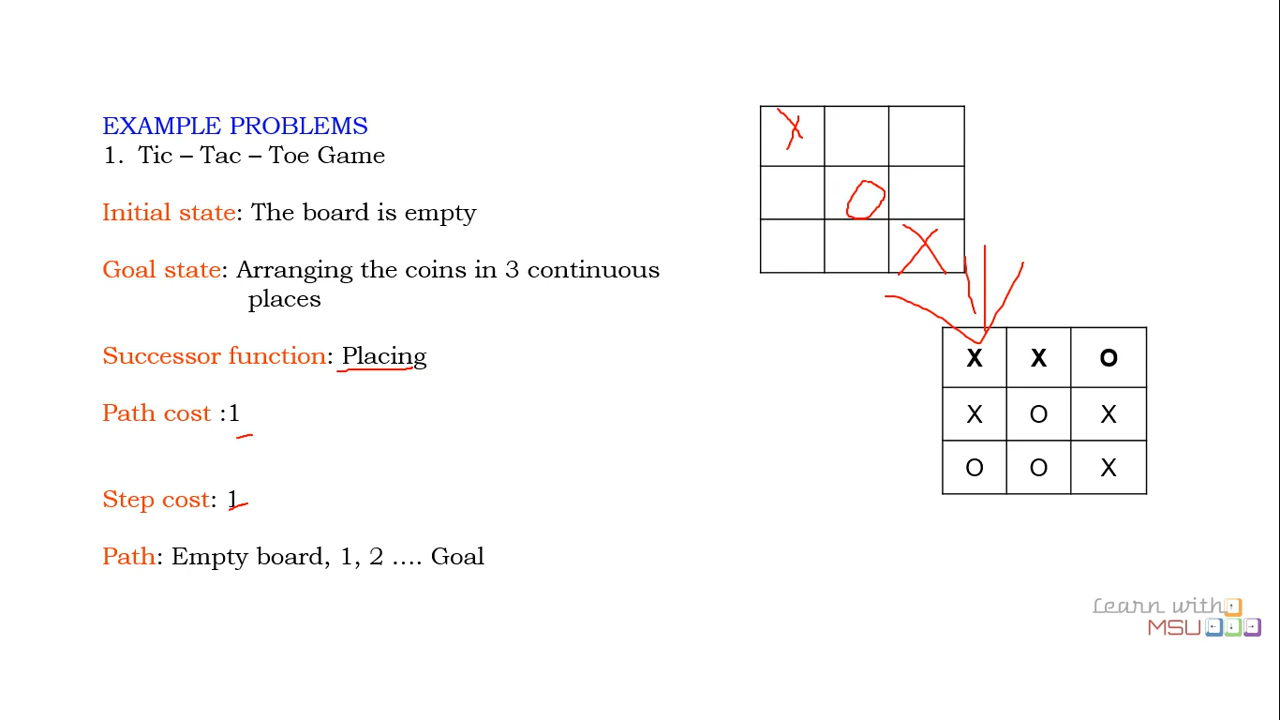 EXAMPLE PROBLEMS
1. Tic – Tac – Toe Game
Initial state: The board is empty
Goal state: Arranging the coins in 3 continuous
places
Successor function: Placing
Path cost :1
Step cost: 1
Path: Empty board, 1, 2 .... Goal
X
O
X
X X O
X O X
O O X
Learn with
MSU